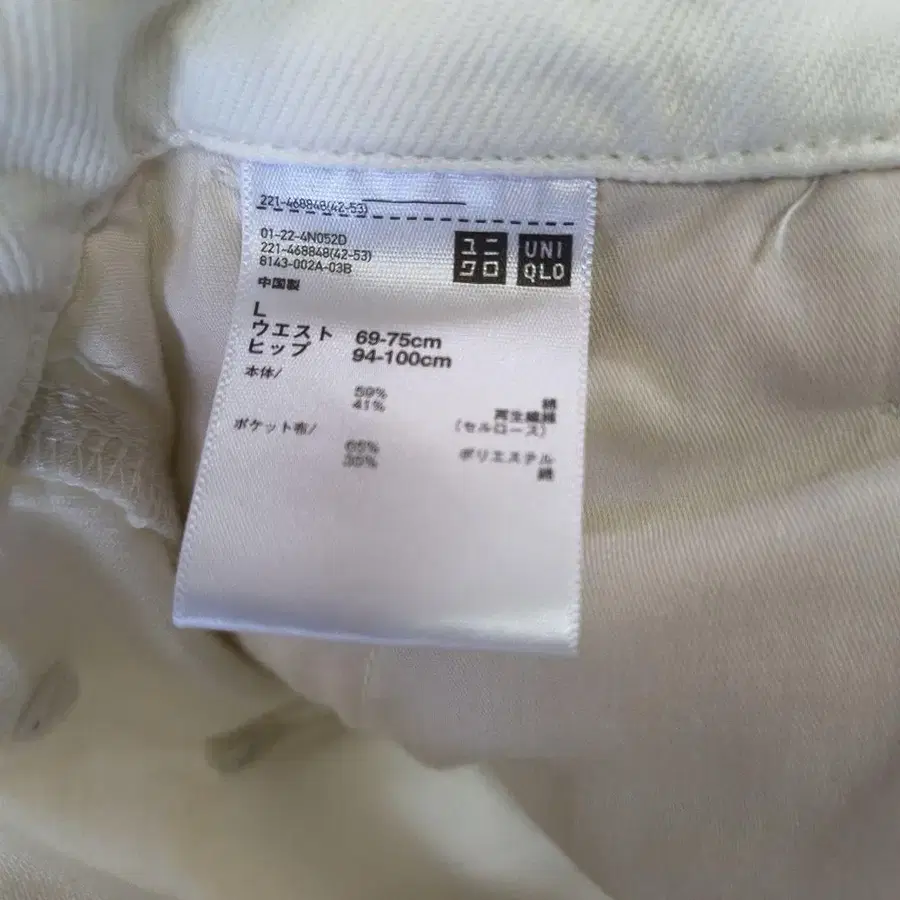 221-468848(42-53)
01-22-4N052D
221-468848(42-53)
8143-002A-03B
ユニ
クロ
UNI
QLO
中国製
L
ウエスト 69-75cm
ヒップ 94-100cm
本体/
59% 綿
41% 再生繊維
(セルロース)
ポケット布/
65% ポリエステル
35% 綿